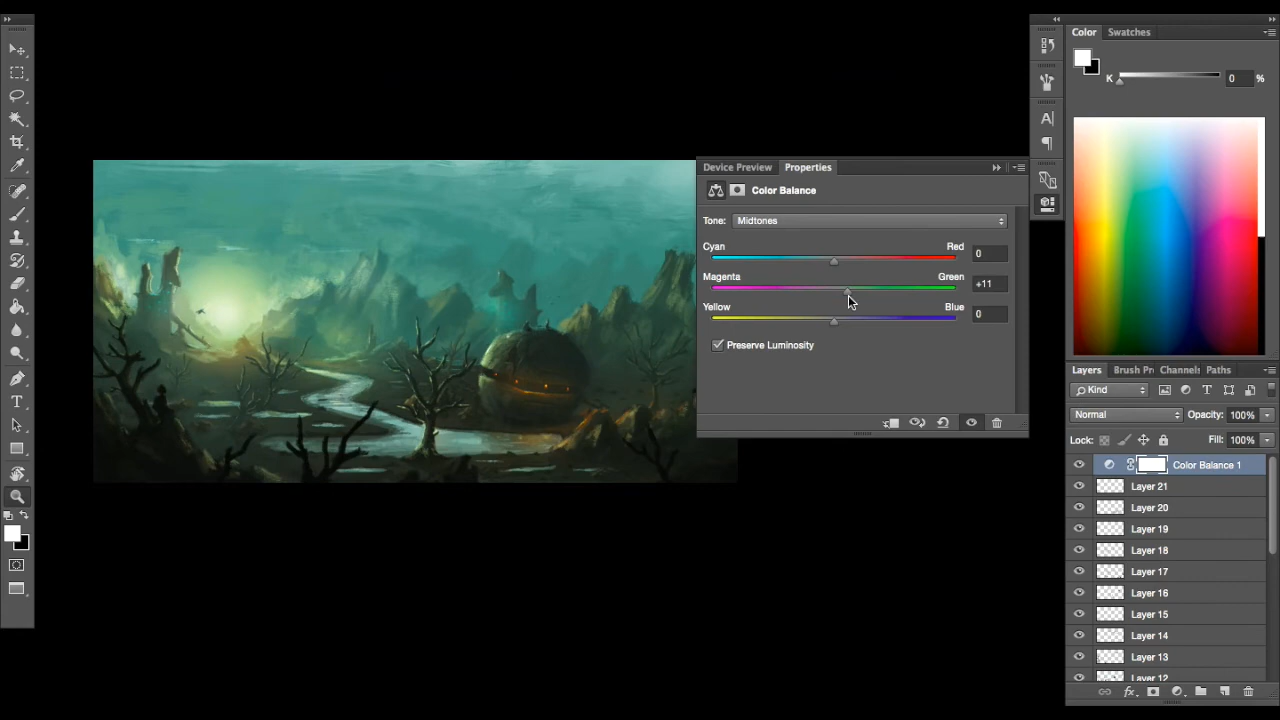 Color Swatches
K 0 %
Device Preview Properties
Color Balance
Tone: Midtones
Cyan Red 0
Magenta Green +11
Yellow Blue 0
Preserve Luminosity
Layers Brush Pr Channels Paths
Kind
Normal Opacity: 100%
Lock: Fill: 100%
Color Balance 1
Layer 21
Layer 20
Layer 19
Layer 18
Layer 17
Layer 16
Layer 15
Layer 14
Layer 13
Layer 12